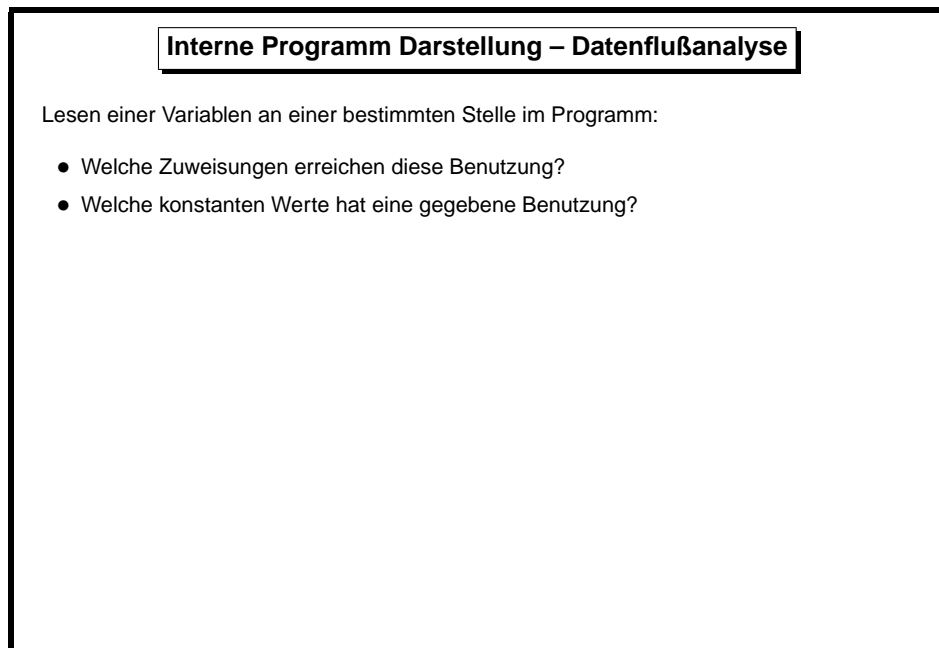 Interne Programm Darstellung – Datenflußanalyse
Lesen einer Variablen an einer bestimmten Stelle im Programm:
● Welche Zuweisungen erreichen diese Benutzung?
● Welche konstanten Werte hat eine gegebene Benutzung?